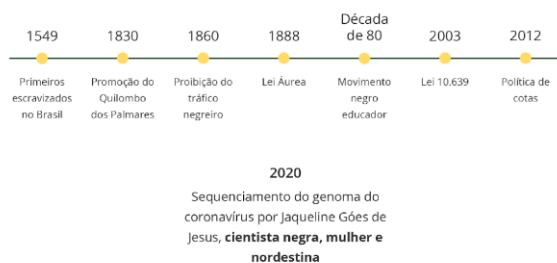 1549
1830
1860
1888
Década
de 80
2003
2012
Primeiros
escravizados
no Brasil
Promoção do
Quilombo
dos Palmares
Proibição do
tráfico
negreiro
Lei Áurea
Movimento
negro
educador
Lei 10.639
Política de
cotas
2020
Sequenciamento do genoma do
coronavírus por Jaqueline Góes de
Jesus, cientista negra, mulher e
nordestina